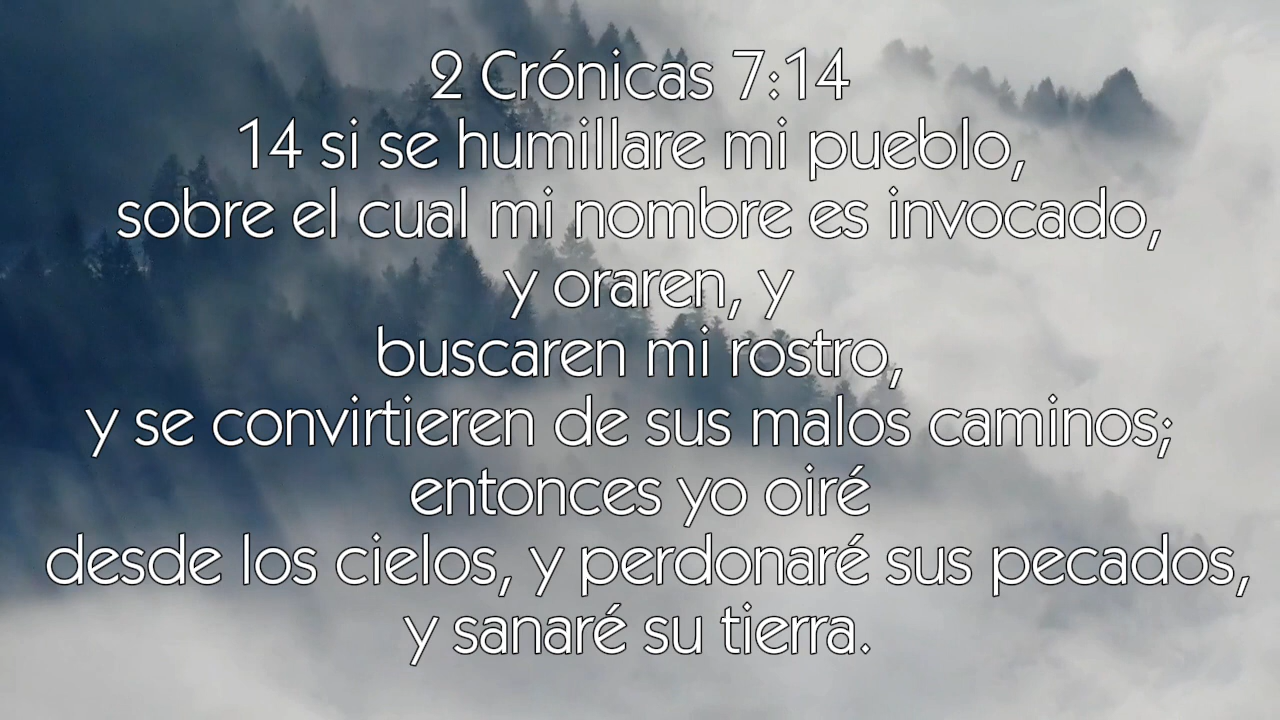 2 Crónicas 7:14
14 si se humillare mi pueblo,
sobre el cual mi nombre es invocado,
y oraren, y
buscaren mi rostro,
y se convirtieren de sus malos caminos;
entonces yo oiré
desde los cielos, y perdonaré sus pecados,
y sanaré su tierra.